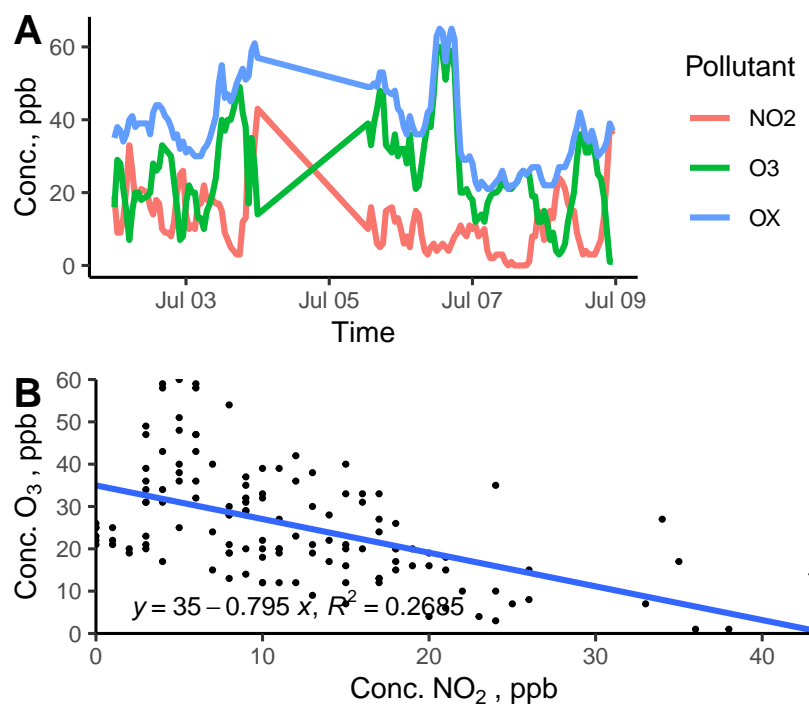 A
Conc., ppb
60
40
20
0
Jul 03
Jul 05
Jul 07
Jul 09
Time
Pollutant
NO2
O3
OX
B
Conc. O₃ , ppb
60
50
40
30
20
10
0
y = 35 − 0.795 x, R² = 0.2685
0
10
20
30
40
Conc. NO₂ , ppb